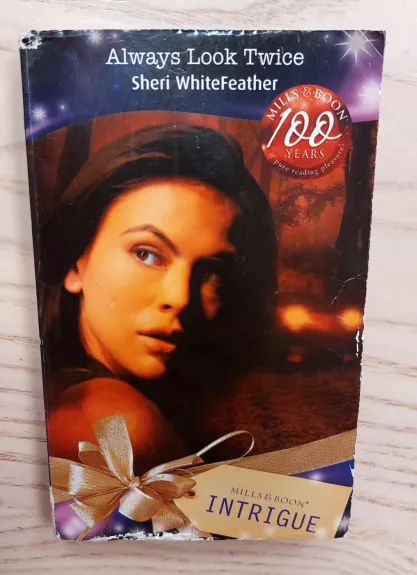 Always Look Twice
Sheri WhiteFeather
MILLS & BOON
100
YEARS
of pure reading pleasure
MILLS & BOON®
INTRIGUE